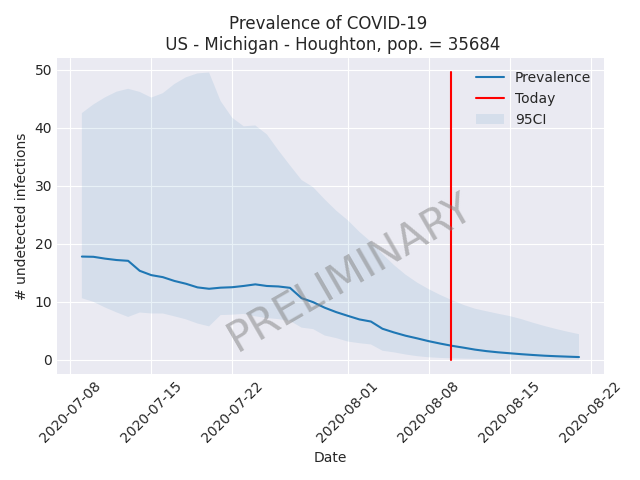 Prevalence of COVID-19
US - Michigan - Houghton, pop. = 35684
# undetected infections
50
40
30
20
10
0
Prevalence
Today
95CI
PRELIMINARY
2020-07-08
2020-07-15
2020-07-22
2020-08-01
2020-08-08
2020-08-15
2020-08-22
Date